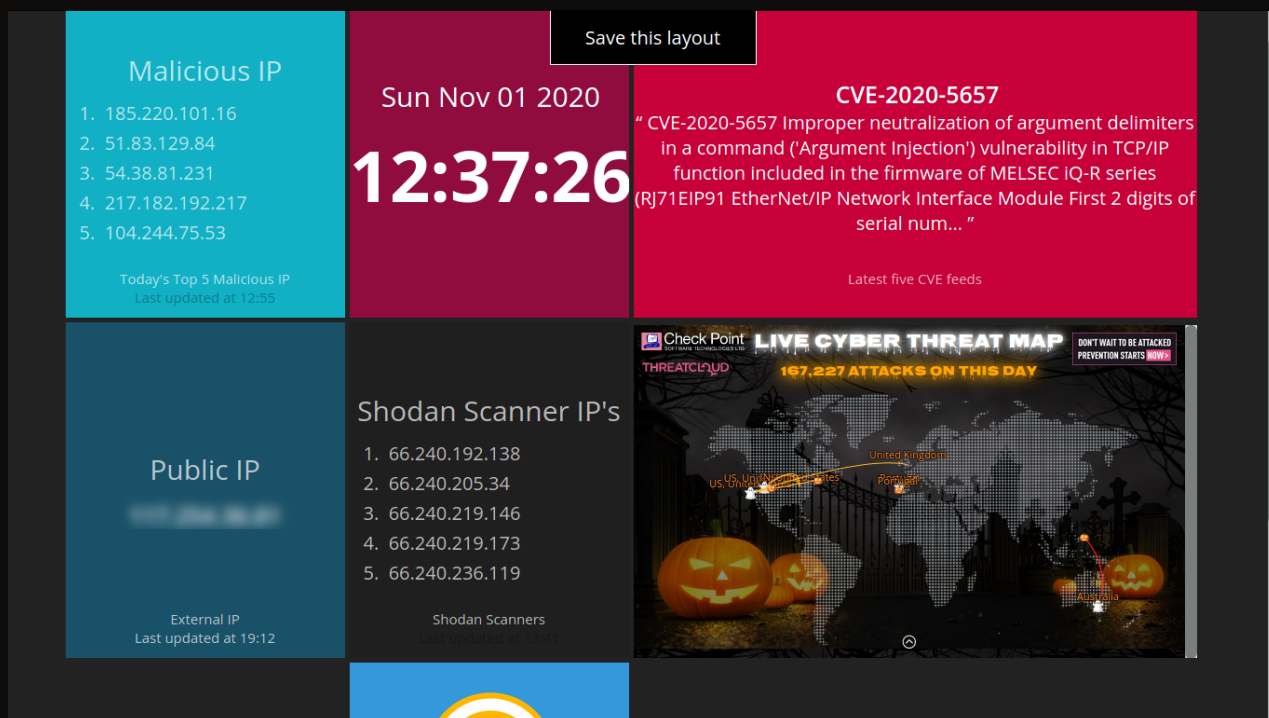 Save this layout
Malicious IP
1. 185.220.101.16
2. 51.83.129.84
3. 54.38.81.231
4. 217.182.192.217
5. 104.244.75.53
Today's Top 5 Malicious IP
Last updated at 12:55
Sun Nov 01 2020
12:37:26
CVE-2020-5657
“ CVE-2020-5657 Improper neutralization of argument delimiters
in a command ('Argument Injection') vulnerability in TCP/IP
function included in the firmware of MELSEC iQ-R series
(RJ71EIP91 EtherNet/IP Network Interface Module First 2 digits of
serial num... ”
Latest five CVE feeds
Public IP
External IP
Last updated at 19:12
Shodan Scanner IP's
1. 66.240.192.138
2. 66.240.205.34
3. 66.240.219.146
4. 66.240.219.173
5. 66.240.236.119
Shodan Scanners
Last updated at 13:41
Check Point
SOFTWARE TECHNOLOGIES LTD.
THREATCLOUD
LIVE CYBER THREAT MAP
167,227 ATTACKS ON THIS DAY
DON'T WAIT TO BE ATTACKED
PREVENTION STARTS NOW>
United Kingdom
US, United States
Portugal
Australia